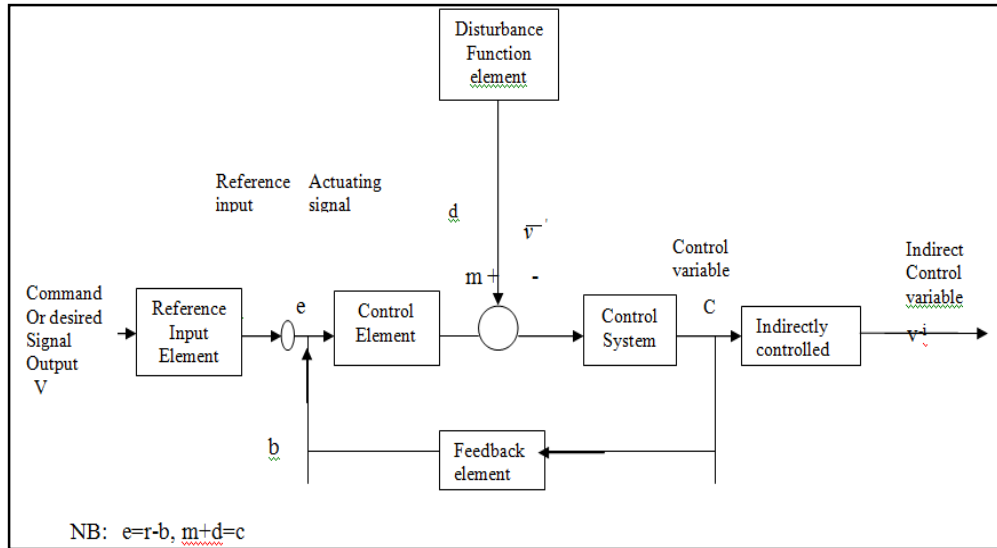 Disturbance
Function
element
Reference
input
Actuating
signal
d
v
m +
-
Control
variable
C
Indirect
Control
variable
v-i
Command
Or desired
Signal
Output
V
Reference
Input
Element
e
Control
Element
Control
System
Indirectly
controlled
b
Feedback
element
NB: e=r-b, m+d=c